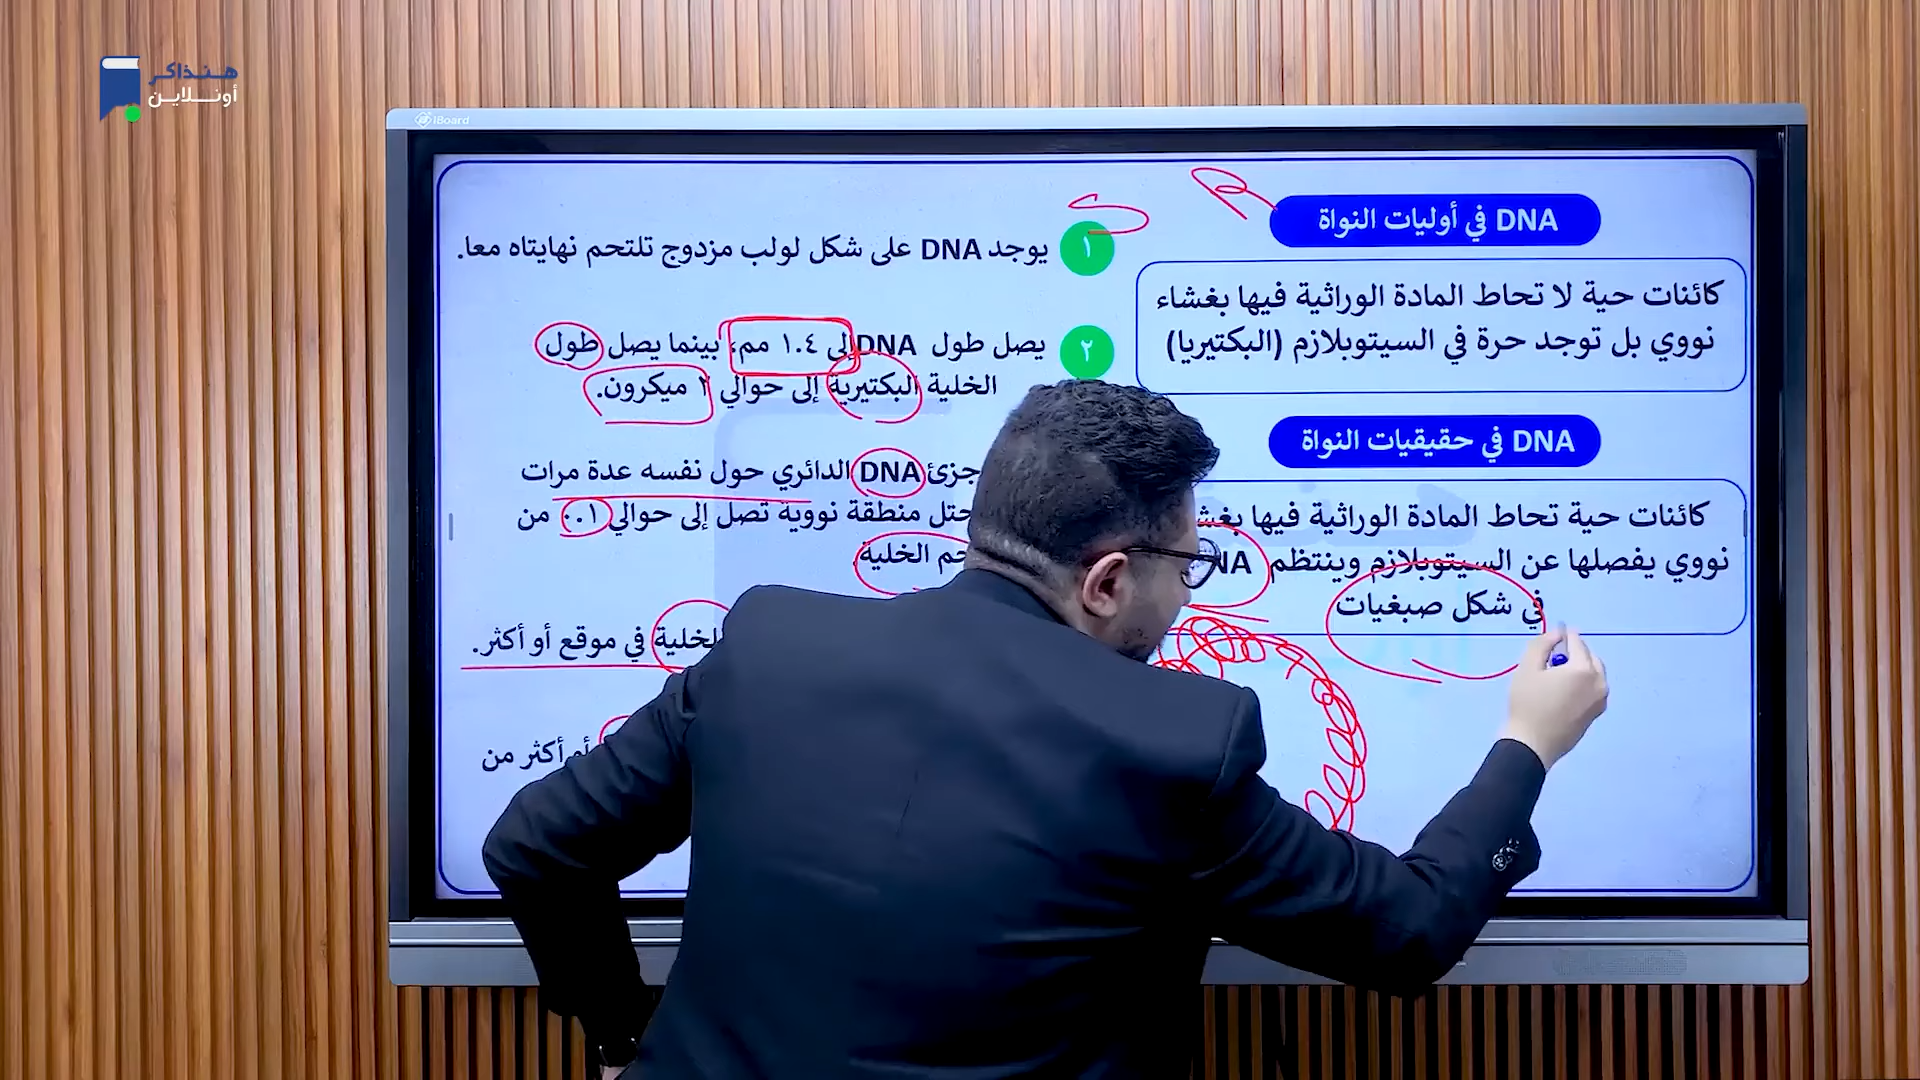 هنذاكر
أونلاين
iBoard
DNA في أوليات النواة
كائنات حية لا تحاط المادة الوراثية فيها بغشاء
نووي بل توجد حرة في السيتوبلازم (البكتيريا)
DNA في حقيقيات النواة
كائنات حية تحاط المادة الوراثية فيها
نووي يفصلها عن السيتوبلازم وينتظم
في شكل صبغيات
١ يوجد DNA على شكل لولب مزدوج تلتحم نهايتاه معا.
٢ يصل طول DNA إلى ١.٤ مم، بينما يصل طول
الخلية البكتيرية إلى حوالي ٢ ميكرون.
جزئ DNA الدائري حول نفسه عدة مرات
منطقة نووية تصل إلى حوالي ٠.١ من
الخلية
في موقع أو أكثر.
أو أكثر من